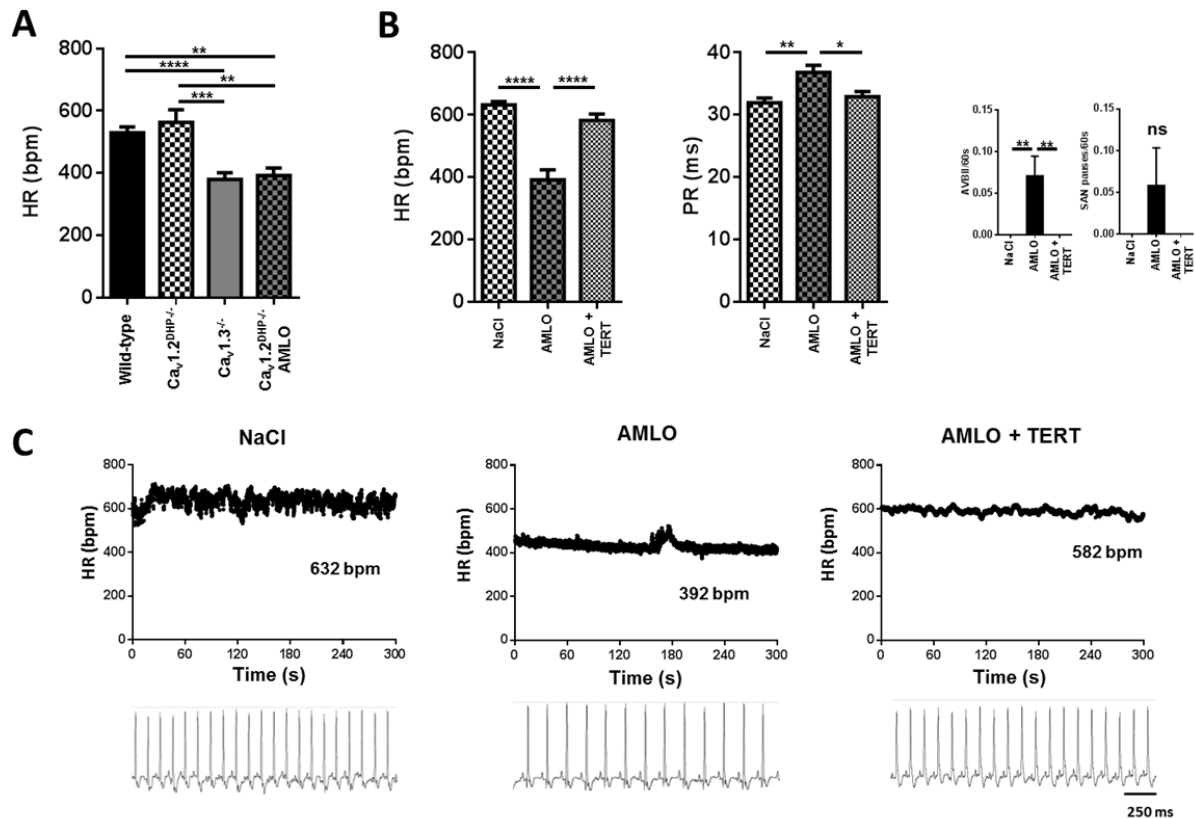 A
800
600
400
200
0
HR (bpm)
**
****
**
***
Wild-type
Caᵥ1.2ᴰᴴᴾ⁻/⁻
Caᵥ1.3⁻/⁻
Caᵥ1.2ᴰᴴᴾ⁻/⁻
AMLO
B
800
600
400
200
0
HR (bpm)
**** ****
NaCl
AMLO
AMLO +
TERT
40
30
20
10
0
PR (ms)
** *
NaCl
AMLO
AMLO +
TERT
0.15
0.10
0.05
0.00
AVBII/60s
** **
NaCl
AMLO
AMLO +
TERT
0.15
0.10
0.05
0.00
SAN pauses.60s
ns
NaCl
AMLO
AMLO +
TERT
C
NaCl
800
600
400
200
0
HR (bpm)
632 bpm
0 60 120 180 240 300
Time (s)
AMLO
800
600
400
200
0
HR (bpm)
392 bpm
0 60 120 180 240 300
Time (s)
AMLO + TERT
800
600
400
200
0
HR (bpm)
582 bpm
0 60 120 180 240 300
Time (s)
250 ms